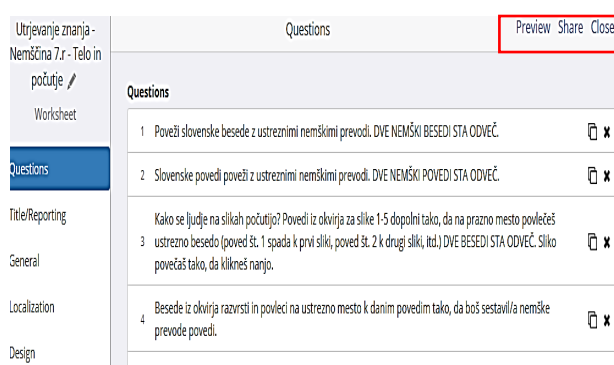 Utrjevanje znanja -
Nemščina 7.r - Telo in
počutje
Worksheet
Questions
Title/Reporting
General
Localization
Design
Questions
Preview Share Close
Questions
1 Poveži slovenske besede z ustreznimi nemškimi prevodi. DVE NEMŠKI BESEDI STA ODVEČ.
2 Slovenske povedi poveži z ustreznimi nemškimi prevodi. DVE NEMŠKI POVEDI STA ODVEČ.
Kako se ljudje na slikah počutijo? Povedi iz okvirja za slike 1-5 dopolni tako, da na prazno mesto povlečeš
3 ustrezno besedo (poved št. 1 spada k prvi sliki, poved št. 2 k drugi sliki, itd.) DVE BESEDI STA ODVEČ. Sliko
povečaš tako, da klikneš nanjo.
Besede iz okvirja razvrsti in povleci na ustrezno mesto k danim povedim tako, da boš sestavil/a nemške
4 prevode povedi.